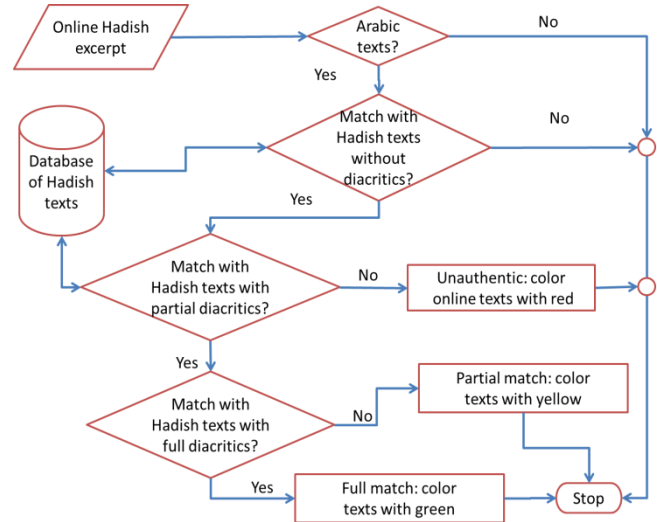 Online Hadish
excerpt
Arabic
texts?
No
Yes
Match with
Hadish texts
without
diacritics?
No
Database
of Hadish
texts
Yes
Match with
Hadish texts with
partial diacritics?
No
Unauthentic: color
online texts with red
Yes
Match with
Hadish texts with
full diacritics?
No
Partial match: color
texts with yellow
Yes
Full match: color
texts with green
Stop